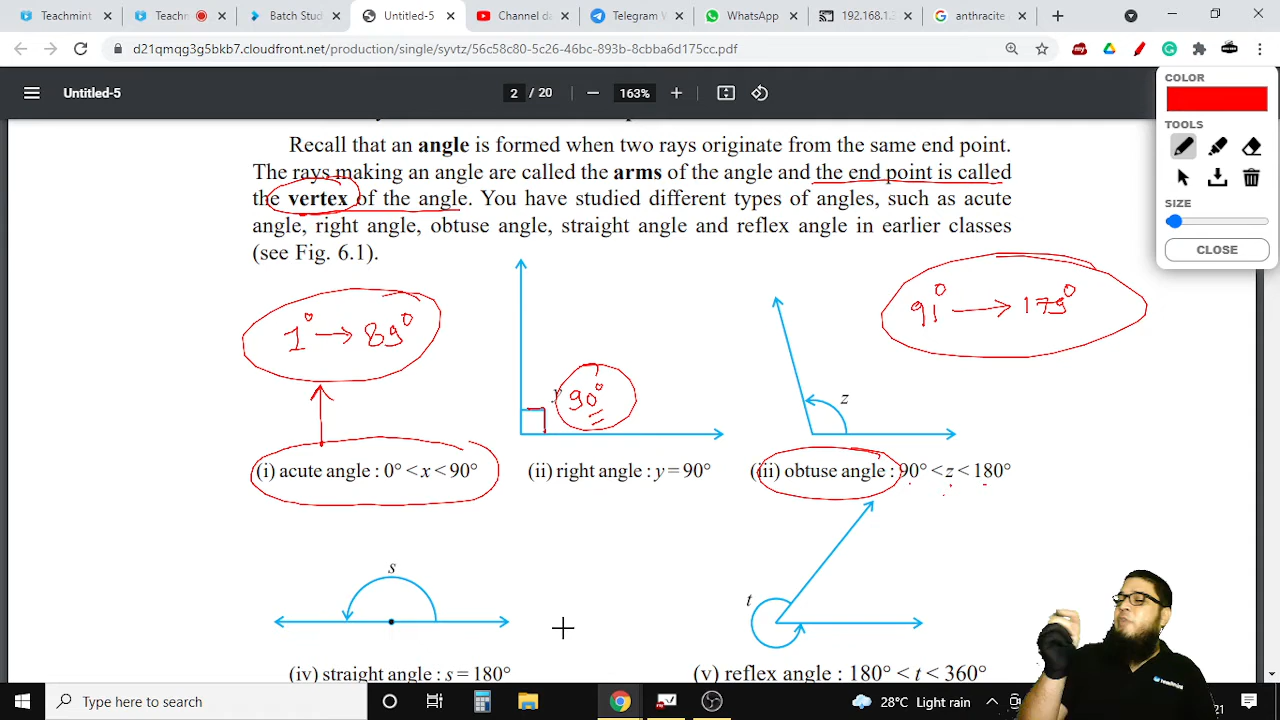 Teachmint
Teachm
Batch Stud
Untitled-5
Channel da
Telegram W
WhatsApp
192.168.1.3
anthracite c
d21qmqg3g5bkb7.cloudfront.net/production/single/syvtz/56c58c80-5c26-46bc-893b-8cbba6d175cc.pdf
Untitled-5
2 / 20
163%
COLOR
TOOLS
SIZE
CLOSE
Recall that an angle is formed when two rays originate from the same end point.
The rays making an angle are called the arms of the angle and the end point is called
the vertex of the angle. You have studied different types of angles, such as acute
angle, right angle, obtuse angle, straight angle and reflex angle in earlier classes
(see Fig. 6.1).
1° → 89°
90°
91° → 179°
z
(i) acute angle : 0° < x < 90°
(ii) right angle : y = 90°
(iii) obtuse angle : 90° < z < 180°
s
t
(iv) straight angle : s = 180°
(v) reflex angle : 180° < t < 360°
teachmint
Type here to search
28°C Light rain
21